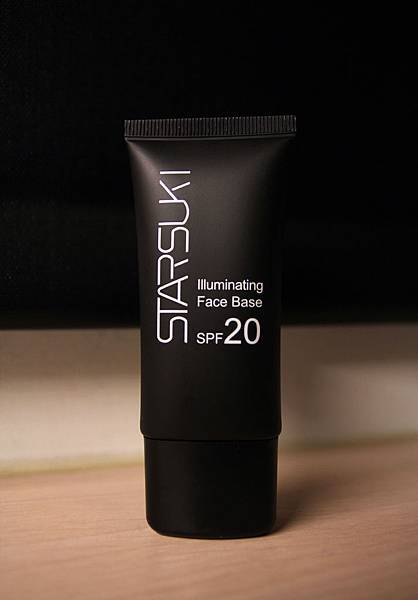 STARSUKI
Illuminating
Face Base
SPF20